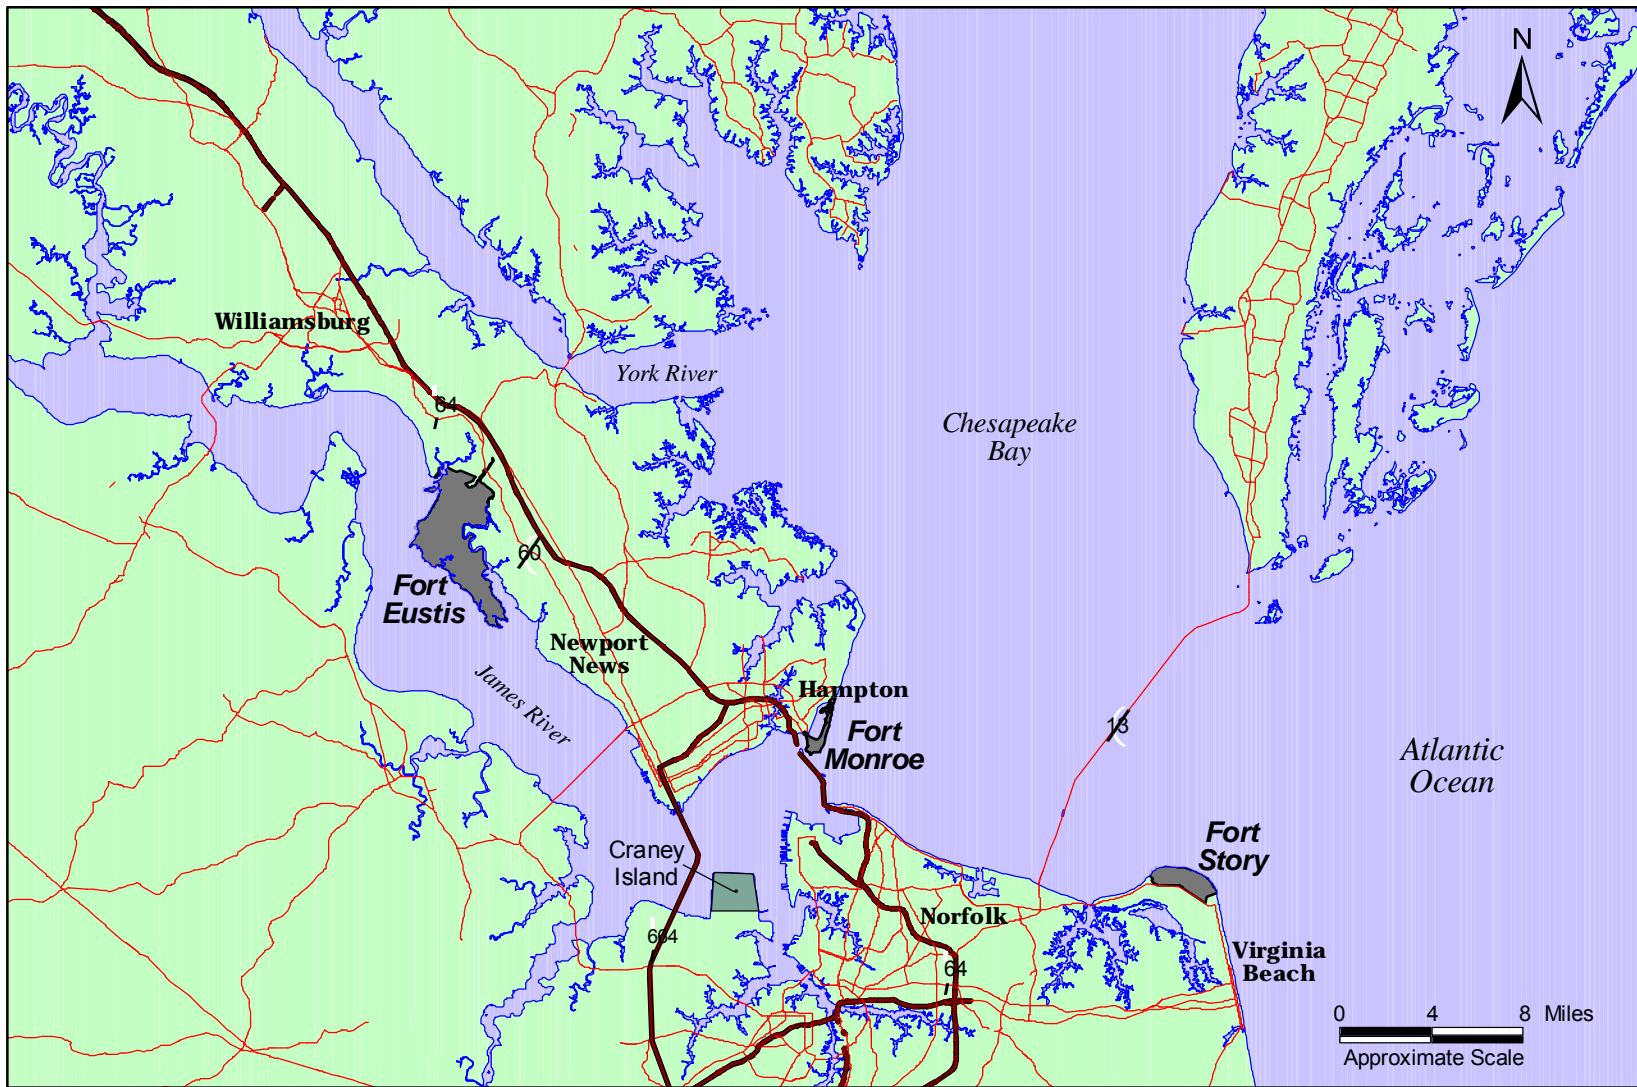 N
Williamsburg
York River
64
I
Chesapeake
Bay
60
Fort
Eustis
Newport
News
James River
Hampton
Fort
Monroe
13
Atlantic
Ocean
Fort
Story
Craney
Island
Norfolk
664
64
I
Virginia
Beach
0 4 8 Miles
Approximate Scale